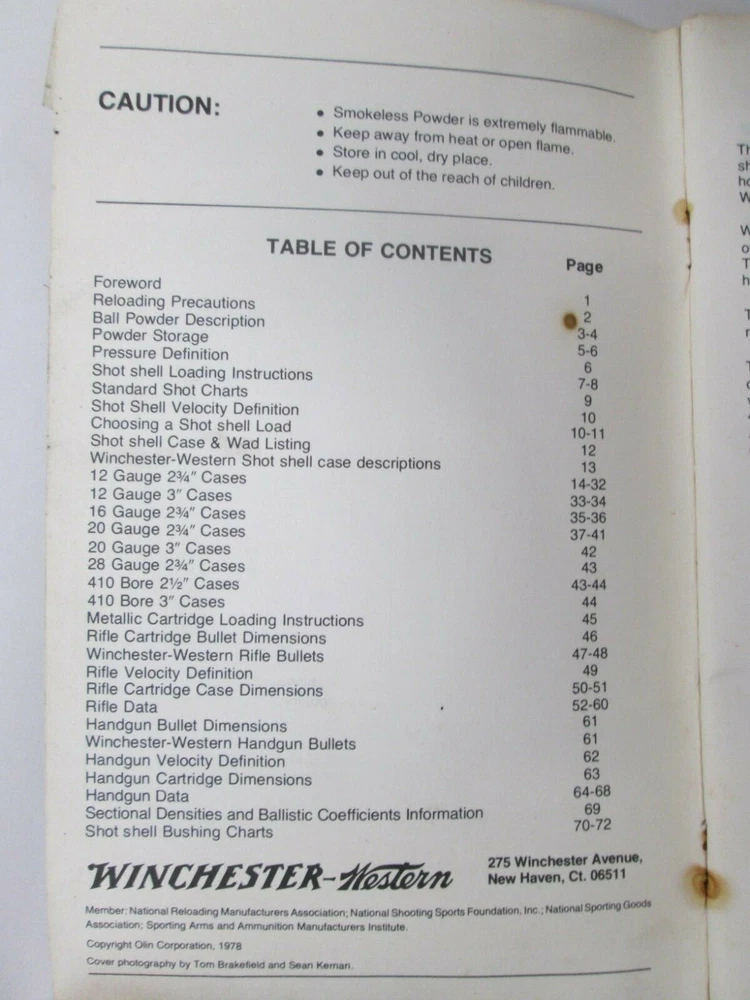 CAUTION:
• Smokeless Powder is extremely flammable.
• Keep away from heat or open flame.
• Store in cool, dry place.
• Keep out of the reach of children.
TABLE OF CONTENTS
Page
Foreword 1
Reloading Precautions 2
Ball Powder Description 3-4
Powder Storage 5-6
Pressure Definition 6
Shot shell Loading Instructions 7-8
Standard Shot Charts 9
Shot Shell Velocity Definition 10
Choosing a Shot shell Load 10-11
Shot shell Case & Wad Listing 12
Winchester-Western Shot shell case descriptions 13
12 Gauge 2¾" Cases 14-32
12 Gauge 3" Cases 33-34
16 Gauge 2¾" Cases 35-36
20 Gauge 2¾" Cases 37-41
20 Gauge 3" Cases 42
28 Gauge 2¾" Cases 43
410 Bore 2½" Cases 43-44
410 Bore 3" Cases 44
Metallic Cartridge Loading Instructions 45
Rifle Cartridge Bullet Dimensions 46
Winchester-Western Rifle Bullets 47-48
Rifle Velocity Definition 49
Rifle Cartridge Case Dimensions 50-51
Rifle Data 52-60
Handgun Bullet Dimensions 61
Winchester-Western Handgun Bullets 61
Handgun Velocity Definition 62
Handgun Cartridge Dimensions 63
Handgun Data 64-68
Sectional Densities and Ballistic Coefficients Information 69
Shot shell Bushing Charts 70-72
WINCHESTER-Western
275 Winchester Avenue,
New Haven, Ct. 06511
Member: National Reloading Manufacturers Association; National Shooting Sports Foundation, Inc.; National Sporting Goods
Association; Sporting Arms and Ammunition Manufacturers Institute.
Copyright Olin Corporation, 1978
Cover photography by Tom Brakefield and Sean Kernan.